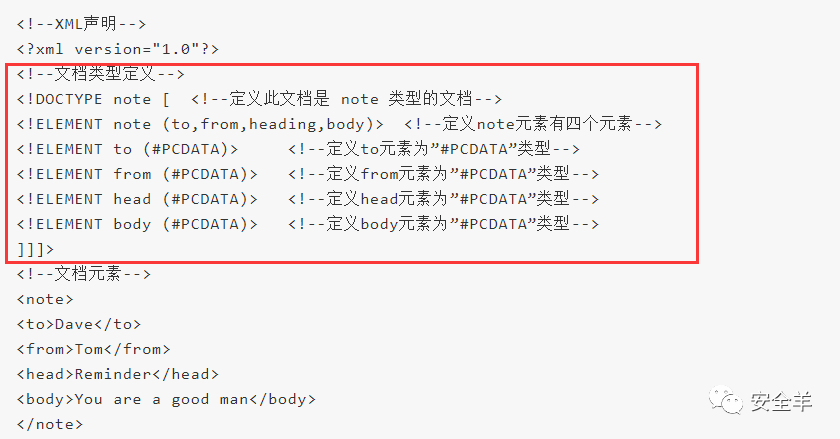 <!--XML声明-->
<?xml version="1.0"?>
<!--文档类型定义-->
<!DOCTYPE note [  <!--定义此文档是 note 类型的文档-->
<!ELEMENT note (to,from,heading,body)>  <!--定义note元素有四个元素-->
<!ELEMENT to (#PCDATA)>     <!--定义to元素为”#PCDATA”类型-->
<!ELEMENT from (#PCDATA)>   <!--定义from元素为”#PCDATA”类型-->
<!ELEMENT head (#PCDATA)>   <!--定义head元素为”#PCDATA”类型-->
<!ELEMENT body (#PCDATA)>   <!--定义body元素为”#PCDATA”类型-->
]]]>
<!--文档元素-->
<note>
<to>Dave</to>
<from>Tom</from>
<head>Reminder</head>
<body>You are a good man</body>
</note>
安全羊